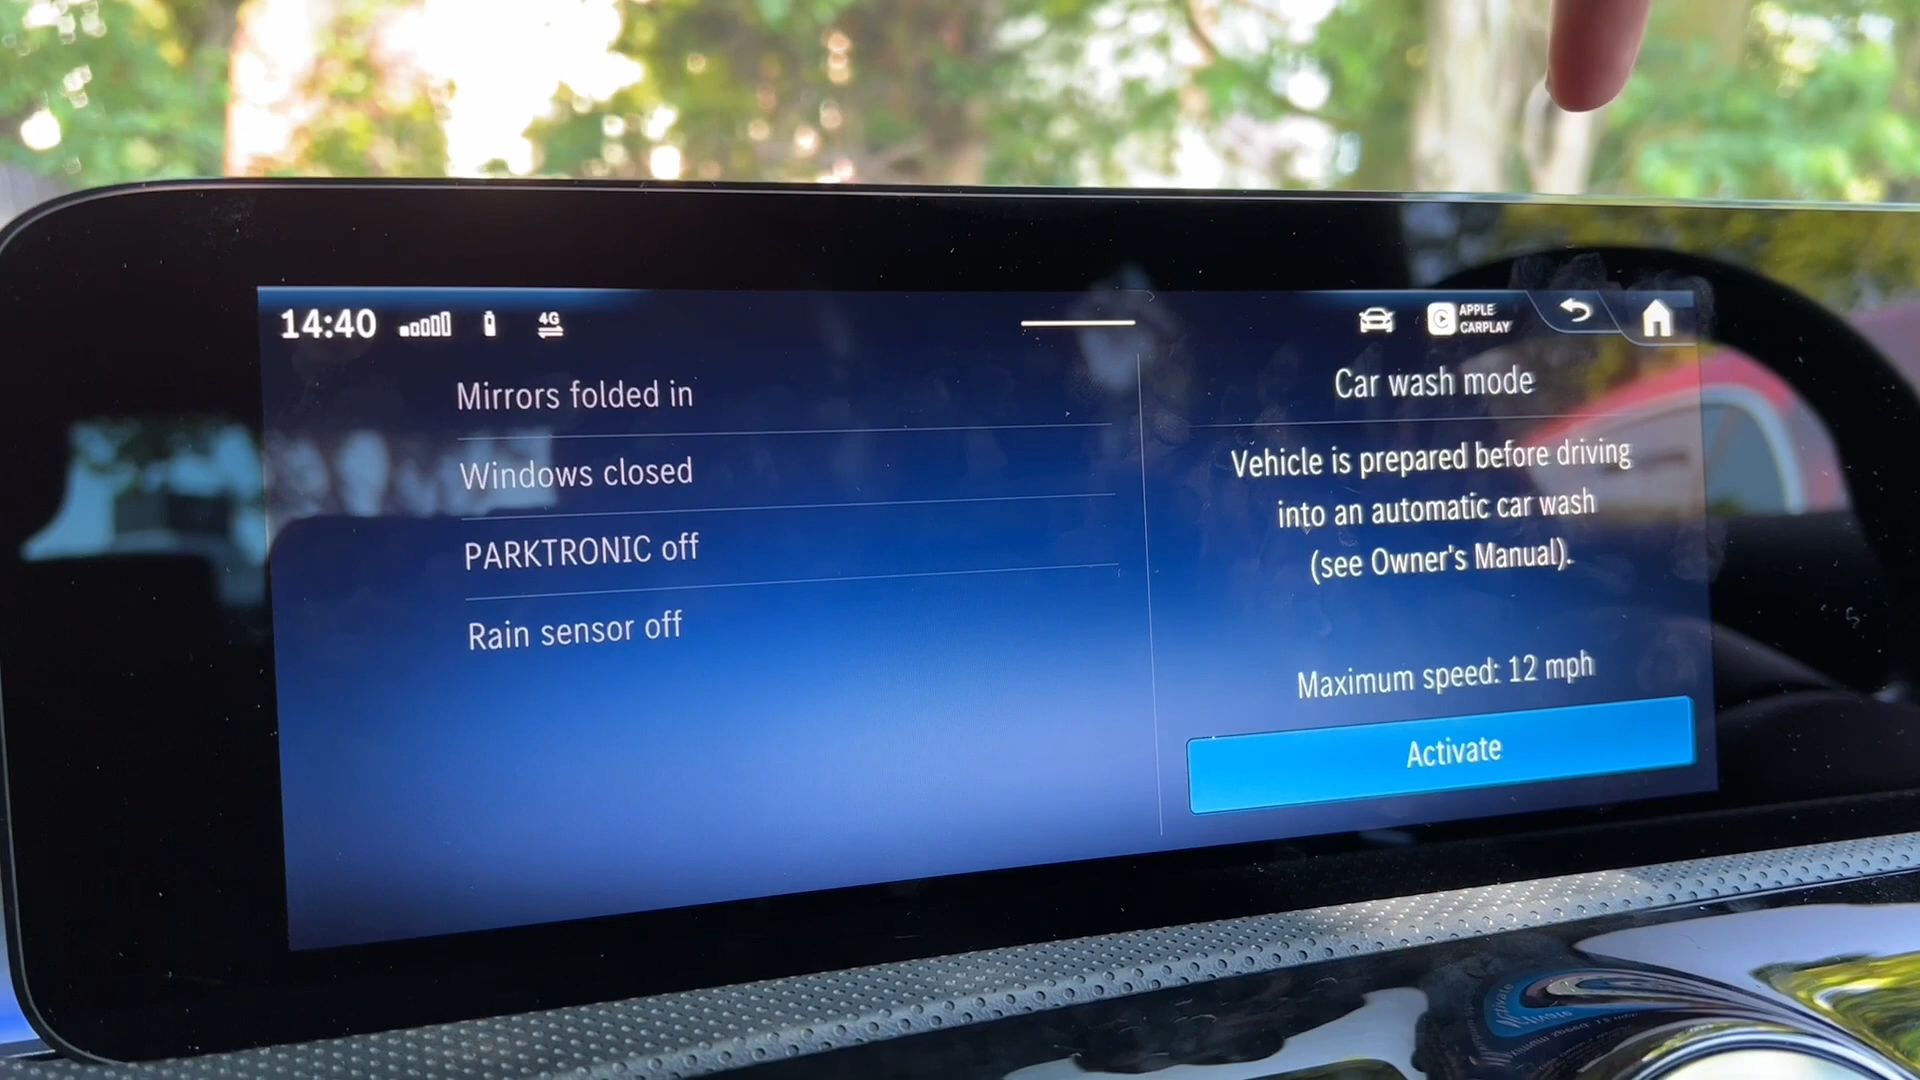 14:40
4G
APPLE
CARPLAY
Mirrors folded in
Windows closed
PARKTRONIC off
Rain sensor off
Car wash mode
Vehicle is prepared before driving
into an automatic car wash
(see Owner's Manual).
Maximum speed: 12 mph
Activate